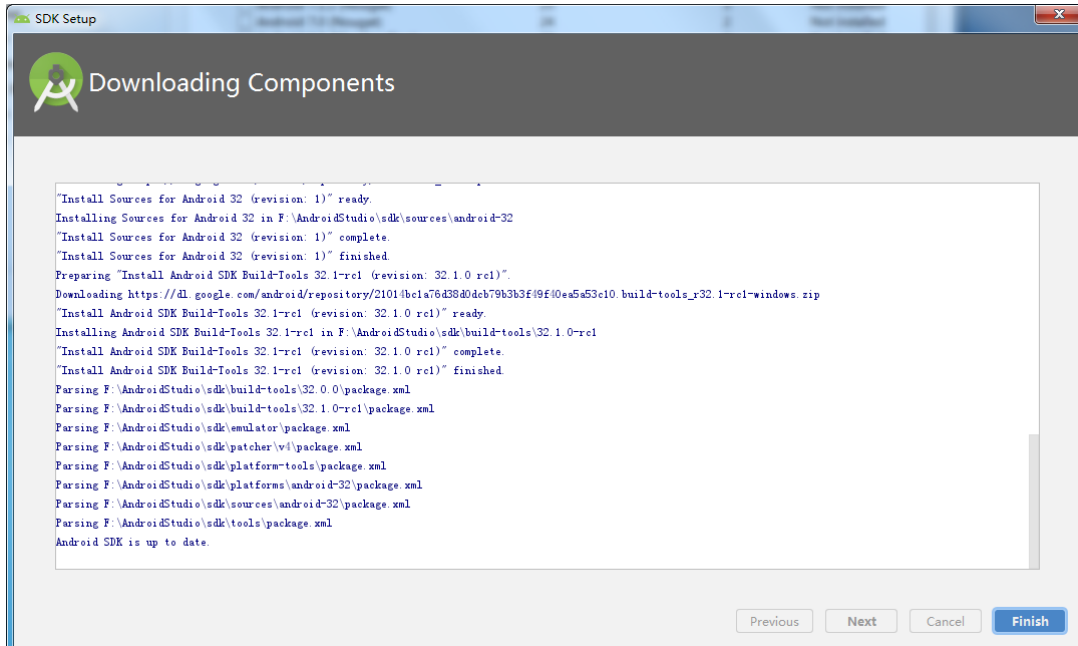 SDK Setup
Downloading Components
"Install Sources for Android 32 (revision: 1)" ready.
Installing Sources for Android 32 in F:\AndroidStudio\sdk\sources\android-32
"Install Sources for Android 32 (revision: 1)" complete.
"Install Sources for Android 32 (revision: 1)" finished.
Preparing "Install Android SDK Build-Tools 32.1-rc1 (revision: 32.1.0 rc1)".
Downloading https://dl.google.com/android/repository/21014bc1a76d38d0dcb79b3b3f49f40ea5a53c10.build-tools_r32.1-rc1-windows.zip
"Install Android SDK Build-Tools 32.1-rc1 (revision: 32.1.0 rc1)" ready.
Installing Android SDK Build-Tools 32.1-rc1 in F:\AndroidStudio\sdk\build-tools\32.1.0-rc1
"Install Android SDK Build-Tools 32.1-rc1 (revision: 32.1.0 rc1)" complete.
"Install Android SDK Build-Tools 32.1-rc1 (revision: 32.1.0 rc1)" finished.
Parsing F:\AndroidStudio\sdk\build-tools\32.0.0\package.xml
Parsing F:\AndroidStudio\sdk\build-tools\32.1.0-rc1\package.xml
Parsing F:\AndroidStudio\sdk\emulator\package.xml
Parsing F:\AndroidStudio\sdk\patcher\v4\package.xml
Parsing F:\AndroidStudio\sdk\platform-tools\package.xml
Parsing F:\AndroidStudio\sdk\platforms\android-32\package.xml
Parsing F:\AndroidStudio\sdk\sources\android-32\package.xml
Parsing F:\AndroidStudio\sdk\tools\package.xml
Android SDK is up to date.
Previous Next Cancel Finish